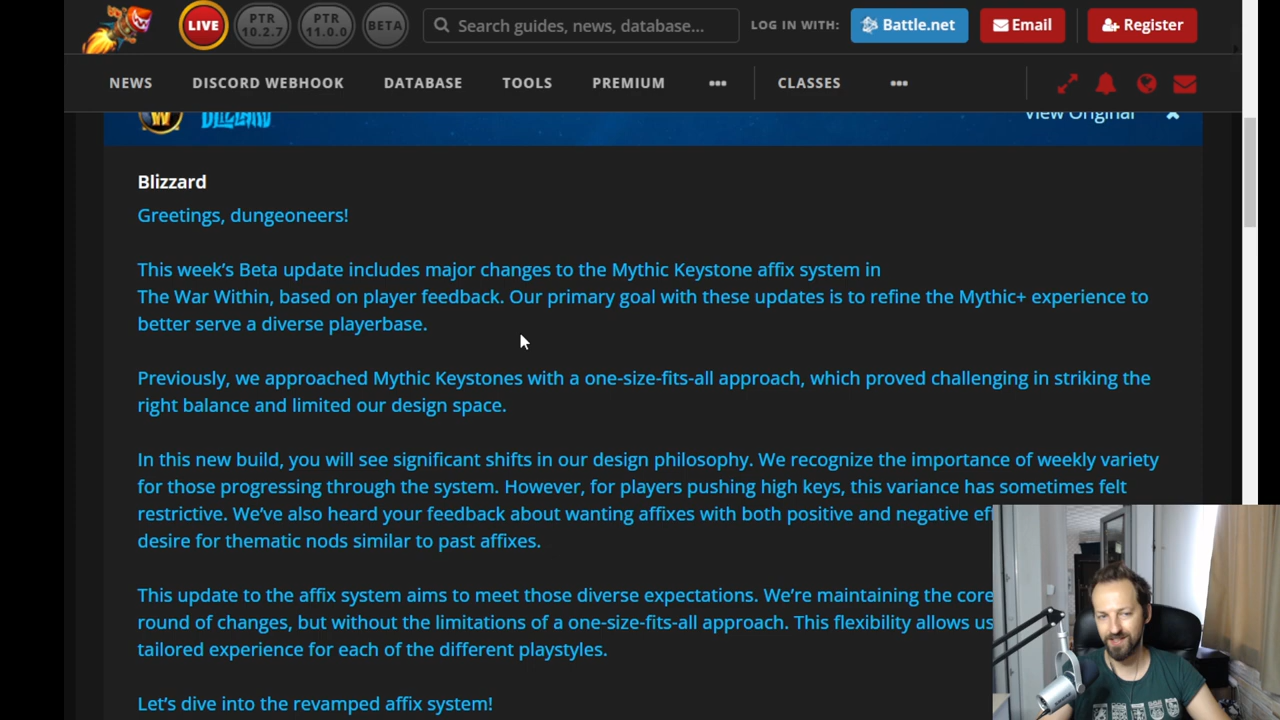 LIVE
PTR
10.2.7
PTR
11.0.0
BETA
Search guides, news, database...
LOG IN WITH:
Battle.net
Email
Register
NEWS
DISCORD WEBHOOK
DATABASE
TOOLS
PREMIUM
•••
CLASSES
•••
W
BLIZZARD
View Original
Blizzard
Greetings, dungeoneers!
This week’s Beta update includes major changes to the Mythic Keystone affix system in
The War Within, based on player feedback. Our primary goal with these updates is to refine the Mythic+ experience to
better serve a diverse playerbase.
Previously, we approached Mythic Keystones with a one-size-fits-all approach, which proved challenging in striking the
right balance and limited our design space.
In this new build, you will see significant shifts in our design philosophy. We recognize the importance of weekly variety
for those progressing through the system. However, for players pushing high keys, this variance has sometimes felt
restrictive. We’ve also heard your feedback about wanting affixes with both positive and negative
desire for thematic nods similar to past affixes.
This update to the affix system aims to meet those diverse expectations. We’re maintaining the core
round of changes, but without the limitations of a one-size-fits-all approach. This flexibility allows
tailored experience for each of the different playstyles.
Let’s dive into the revamped affix system!